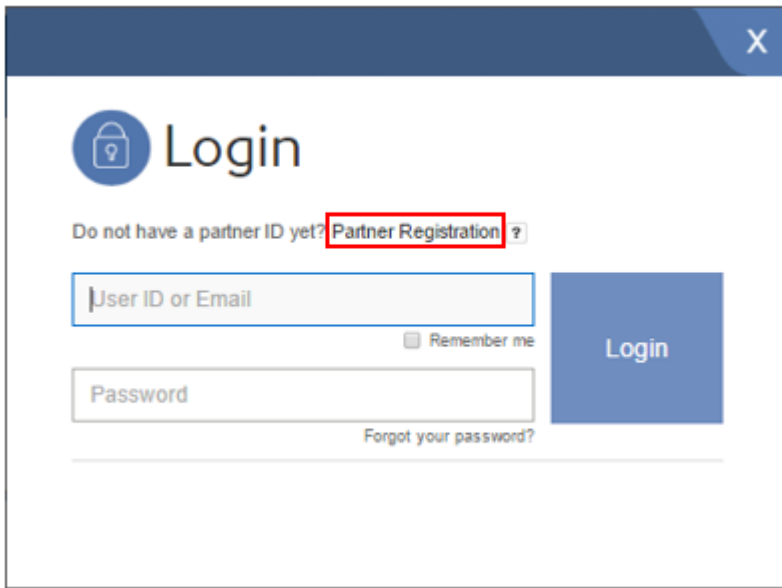 X
Login
Do not have a partner ID yet? Partner Registration ?
User ID or Email
Remember me
Login
Password
Forgot your password?